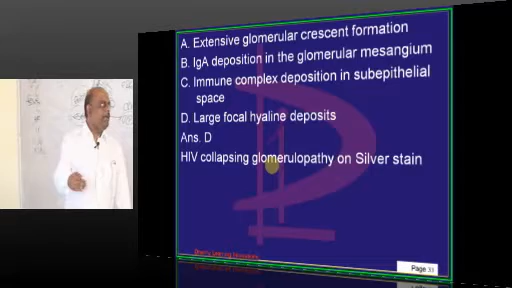 A. Extensive glomerular crescent formation
B. IgA deposition in the glomerular mesangium
C. Immune complex deposition in subepithelial
space
D. Large focal hyaline deposits
Ans. D
HIV collapsing glomerulopathy on Silver stain
Page 31